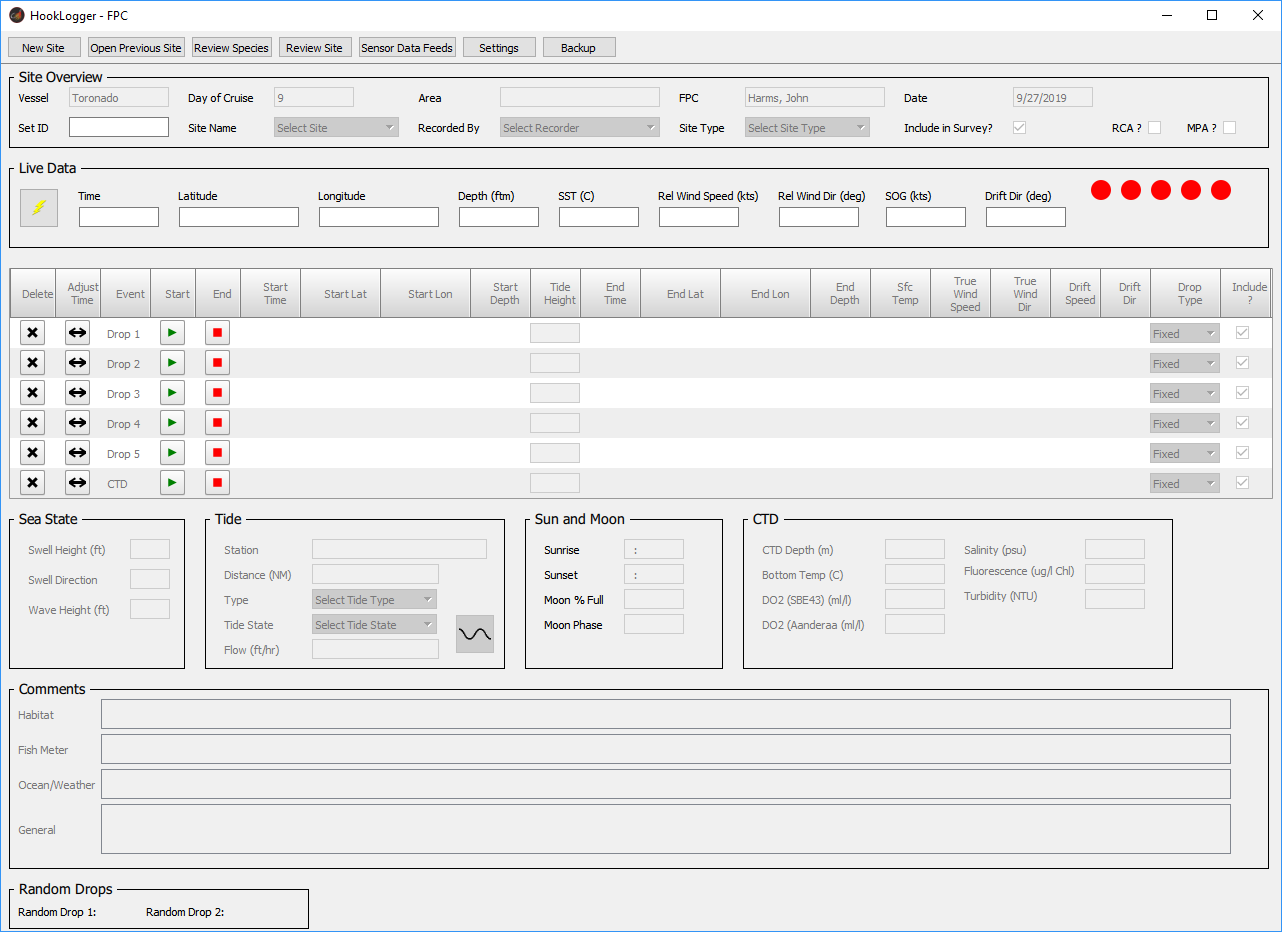 HookLogger - FPC
New Site Open Previous Site Review Species Review Site Sensor Data Feeds Settings Backup
Site Overview
Vessel Toronado Day of Cruise 9 Area FPC Harms, John Date 9/27/2019
Set ID Site Name Select Site Recorded By Select Recorder Site Type Select Site Type Include in Survey? RCA ? MPA ?
Live Data
Time Latitude Longitude Depth (ftm) SST (C) Rel Wind Speed (kts) Rel Wind Dir (deg) SOG (kts) Drift Dir (deg)
Delete Adjust Time Event Start End Start Time Start Lat Start Lon Start Depth Tide Height End Time End Lat End Lon End Depth Sfc Temp True Wind Speed True Wind Dir Drift Speed Drift Dir Drop Type Include ?
Drop 1 Fixed
Drop 2 Fixed
Drop 3 Fixed
Drop 4 Fixed
Drop 5 Fixed
CTD Fixed
Sea State
Swell Height (ft)
Swell Direction
Wave Height (ft)
Tide
Station
Distance (NM)
Type Select Tide Type
Tide State Select Tide State
Flow (ft/hr)
Sun and Moon
Sunrise :
Sunset :
Moon % Full
Moon Phase
CTD
CTD Depth (m) Salinity (psu)
Bottom Temp (C) Fluorescence (ug/l Chl)
DO2 (SBE43) (ml/l) Turbidity (NTU)
DO2 (Aanderaa (ml/l)
Comments
Habitat
Fish Meter
Ocean/Weather
General
Random Drops
Random Drop 1: Random Drop 2: